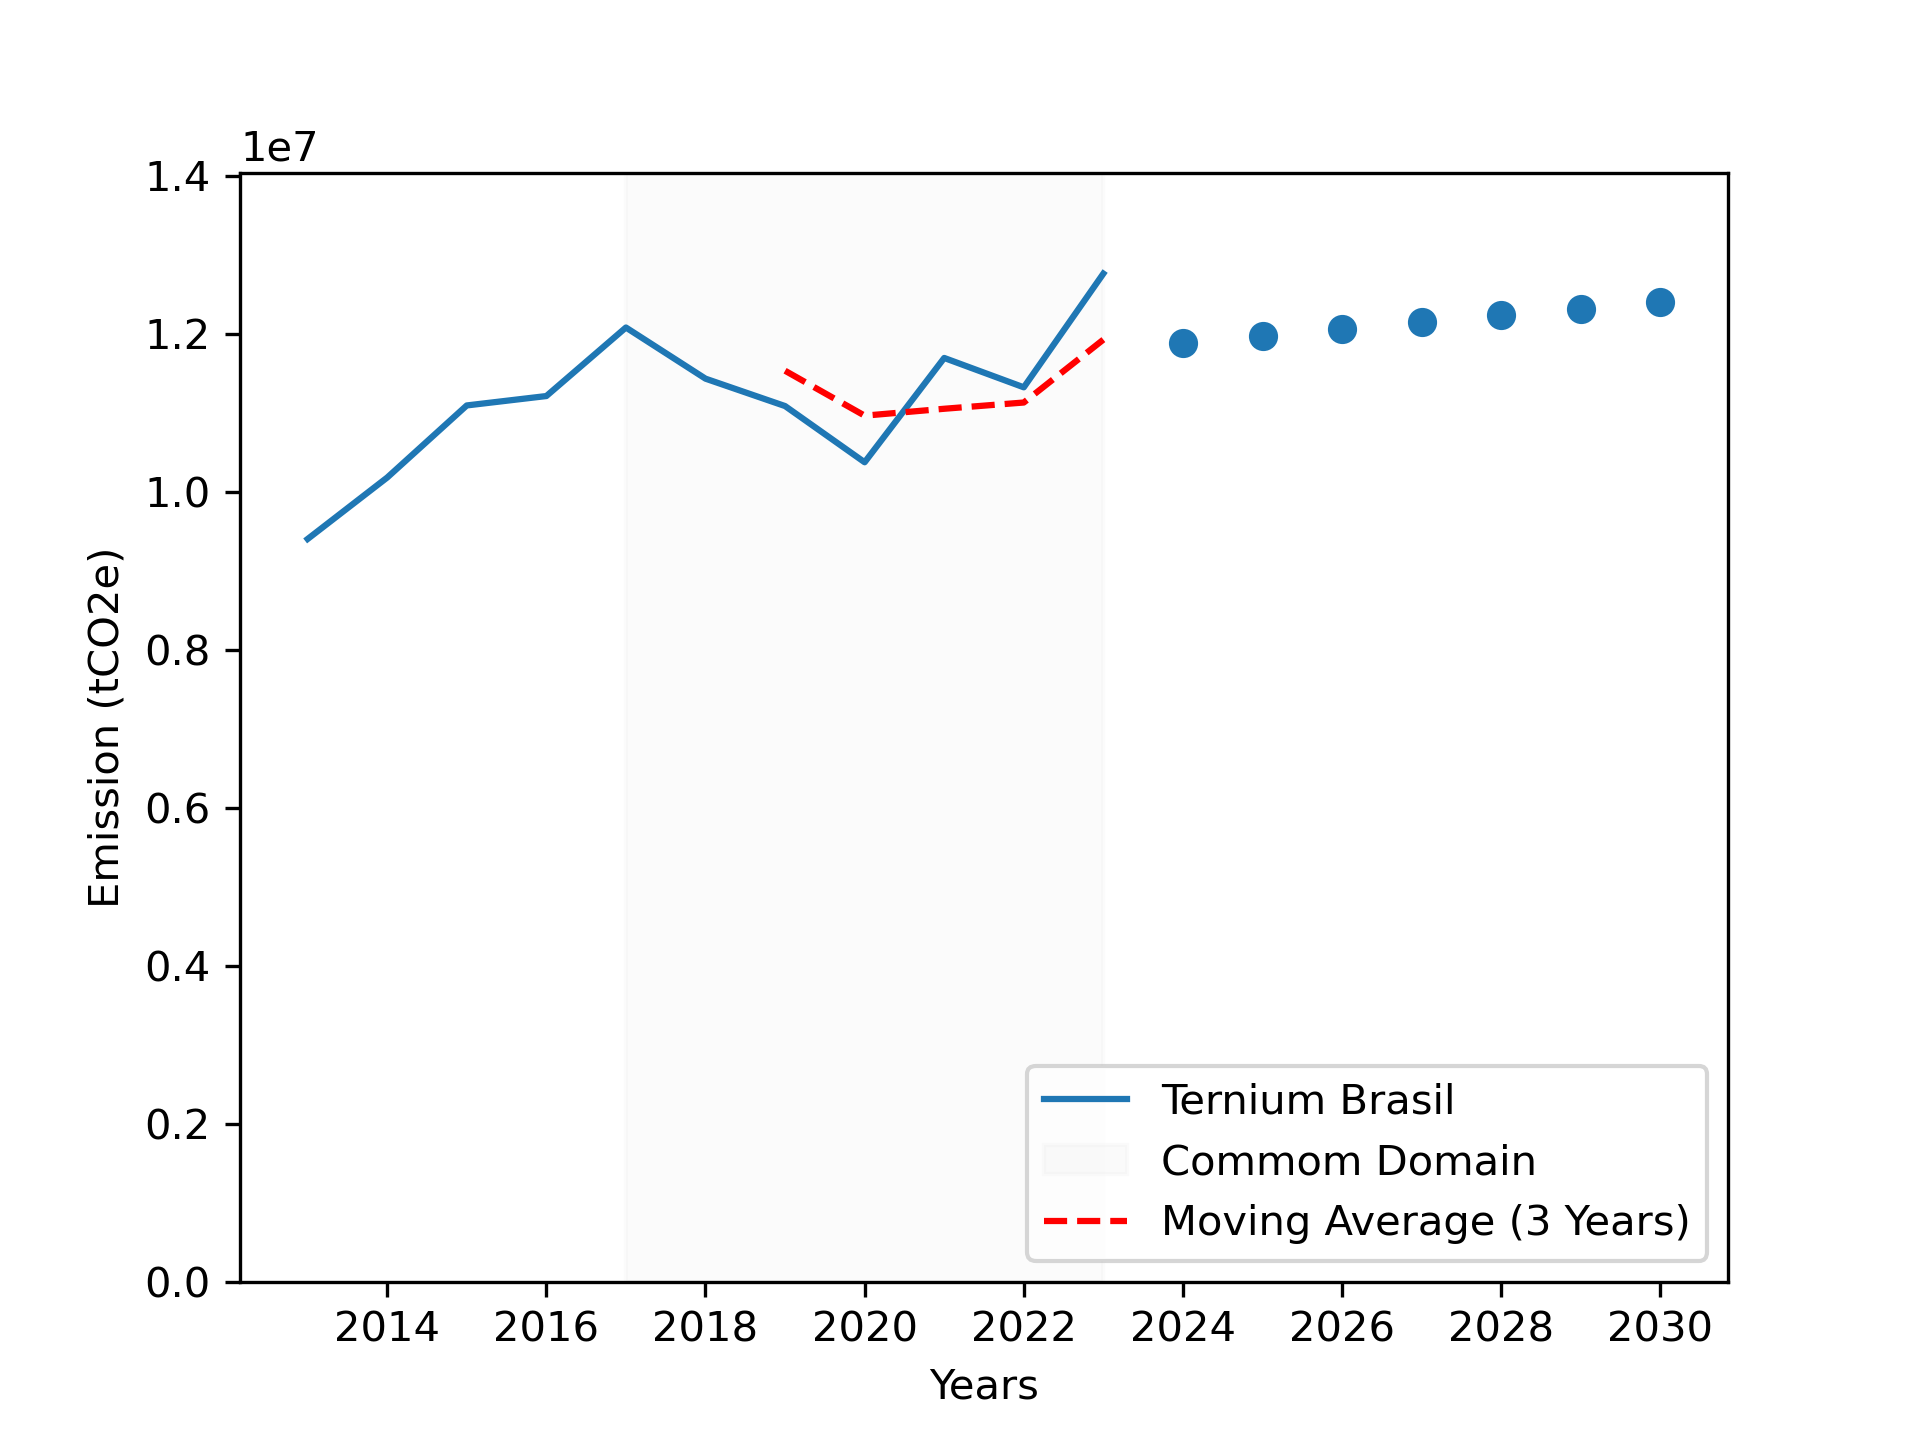 1e7
1.4
1.2
1.0
0.8
0.6
0.4
0.2
0.0
Emission (tCO2e)
Ternium Brasil
Commom Domain
Moving Average (3 Years)
2014 2016 2018 2020 2022 2024 2026 2028 2030
Years